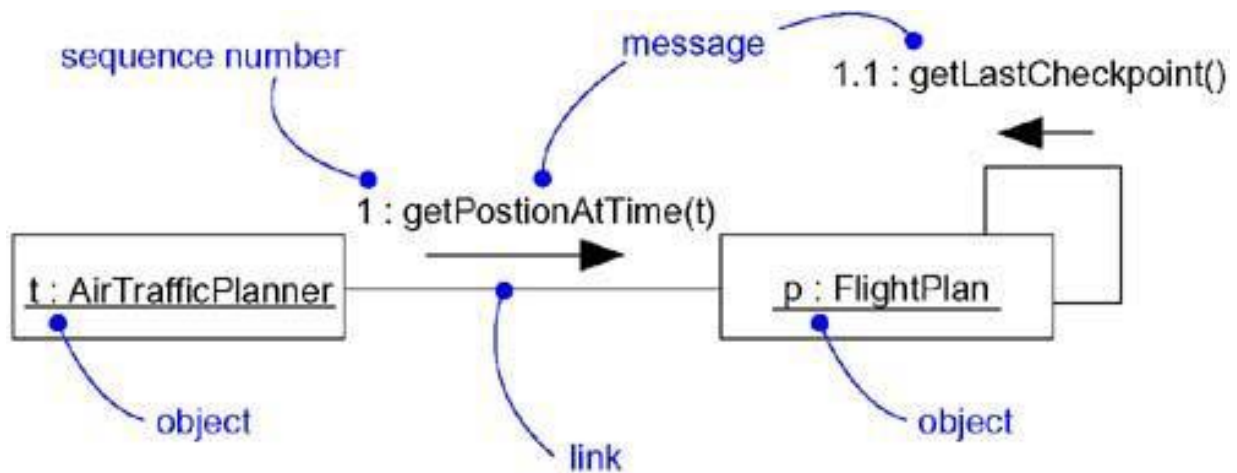 sequence number
message
1.1 : getLastCheckpoint()
1 : getPostionAtTime(t)
t : AirTrafficPlanner
p : FlightPlan
object
link
object